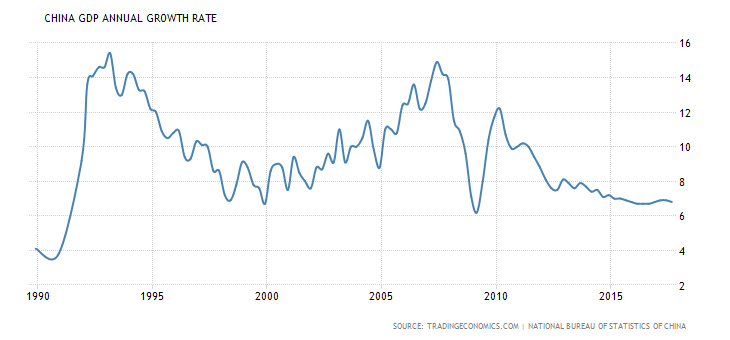 CHINA GDP ANNUAL GROWTH RATE
16
14
12
10
8
6
4
2
1990 1995 2000 2005 2010 2015
SOURCE: TRADINGECONOMICS.COM | NATIONAL BUREAU OF STATISTICS OF CHINA